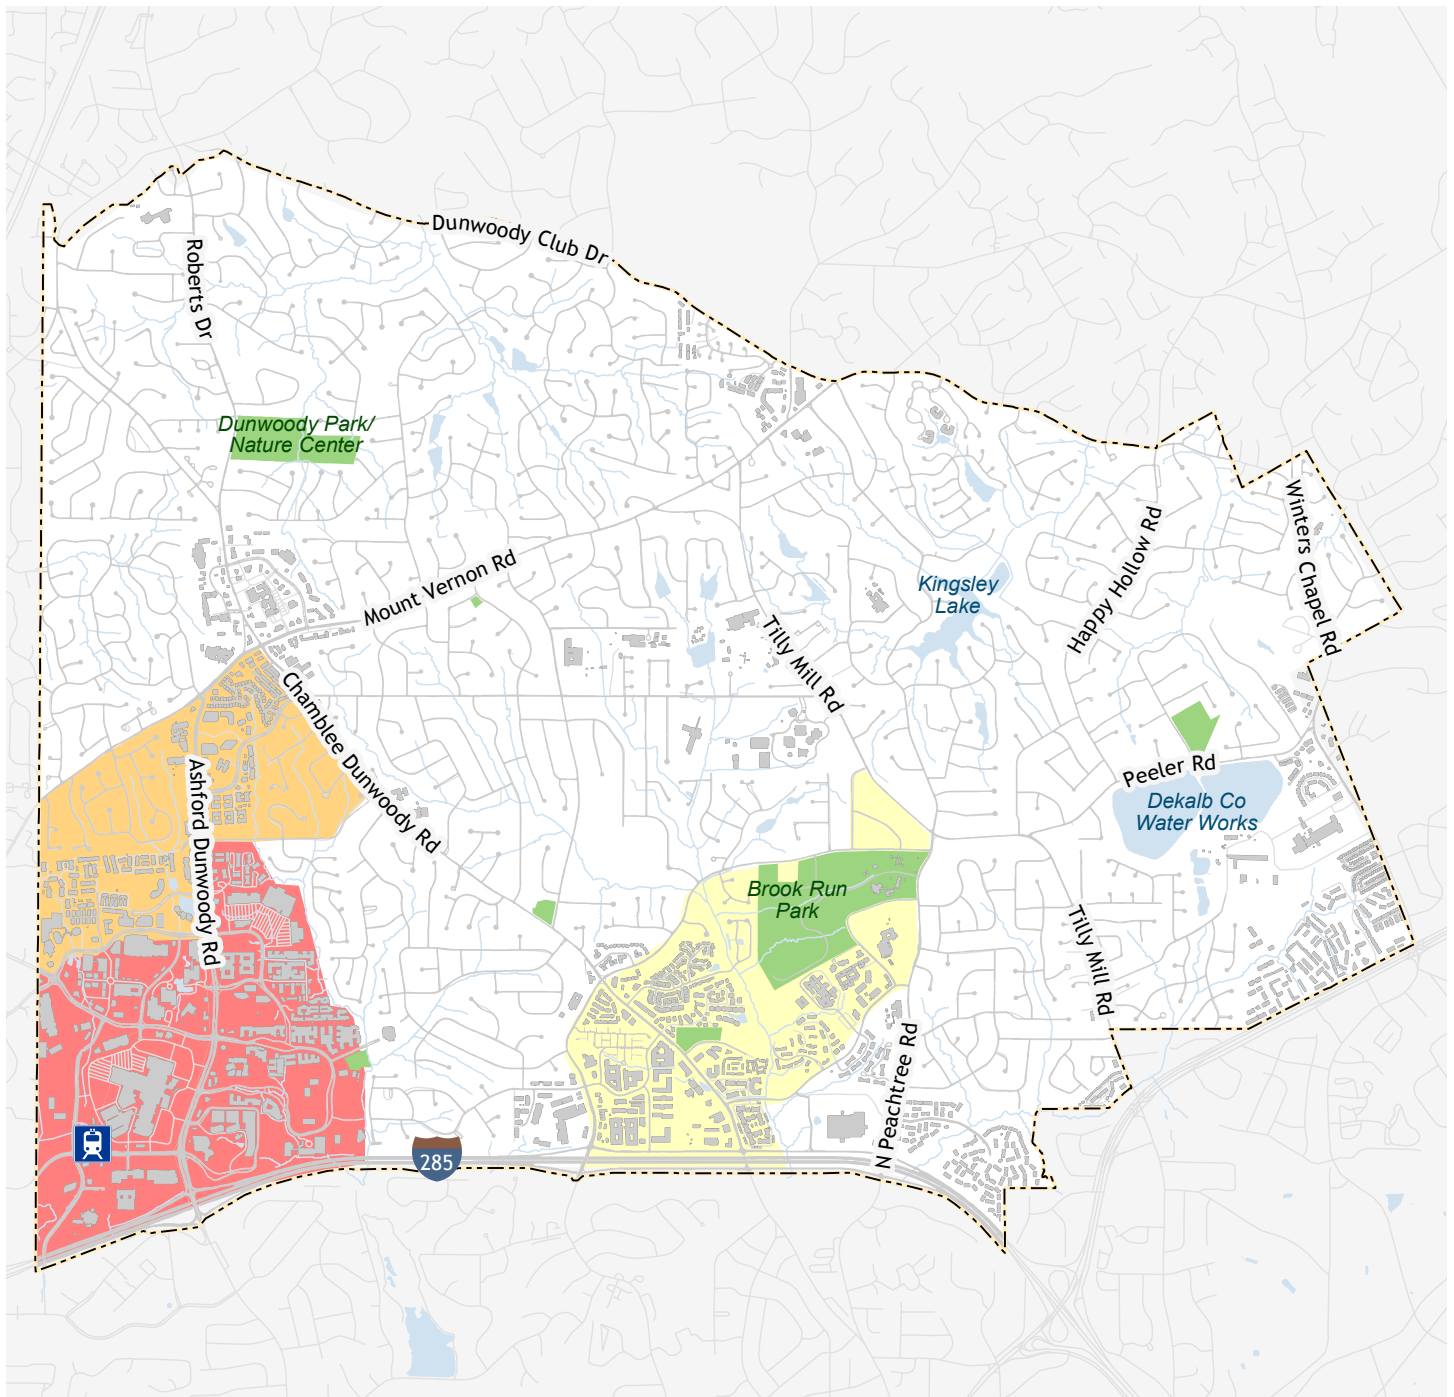 Dunwoody Club Dr
Roberts Dr
Dunwoody Park/
Nature Center
Winters Chapel Rd
Happy Hollow Rd
Mount Vernon Rd
Kingsley
Lake
Tilly Mill Rd
Chamblee Dunwoody Rd
Ashford Dunwoody Rd
Peeler Rd
Dekalb Co
Water Works
Brook Run
Park
Tilly Mill Rd
N Peachtree Rd
285